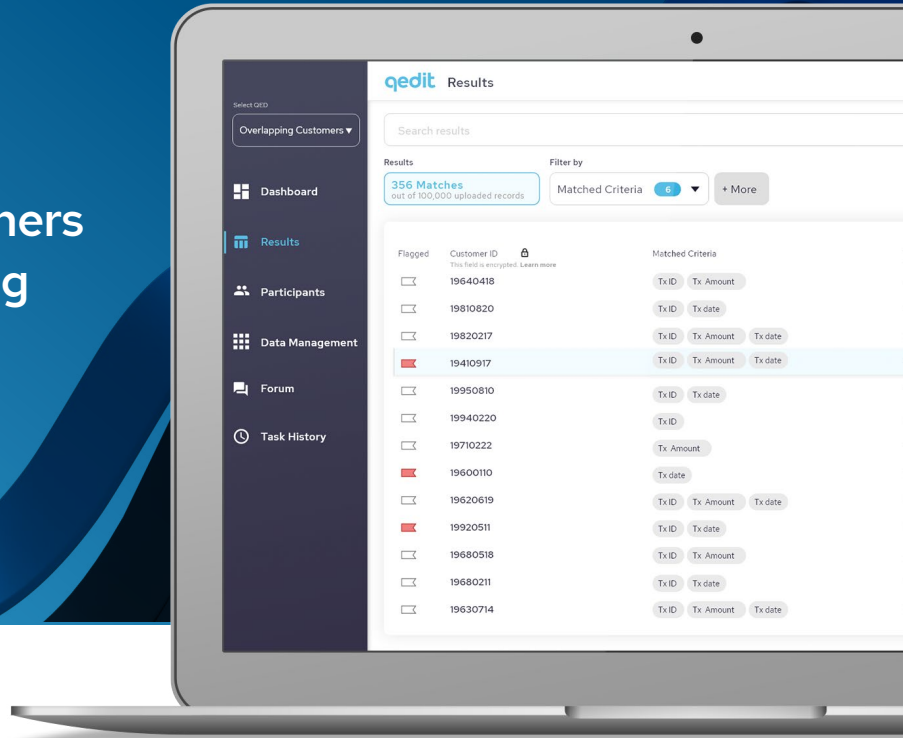 ners
g
qedit Results
Select QED
Overlapping Customers ▼
Search results
Results
Filter by
356 Matches
out of 100,000 uploaded records
Matched Criteria 6 ▼
+ More
Dashboard
Results
Participants
Data Management
Forum
Task History
Flagged Customer ID Matched Criteria
This field is encrypted. Learn more
19640418 Tx ID Tx Amount
19810820 Tx ID Tx date
19820217 Tx ID Tx Amount Tx date
19410917 Tx ID Tx Amount Tx date
19950810 Tx ID Tx date
19940220 Tx ID
19710222 Tx Amount
19600110 Tx date
19620619 Tx ID Tx Amount Tx date
19920511 Tx ID Tx date
19680518 Tx ID Tx Amount
19680211 Tx ID Tx date
19630714 Tx ID Tx Amount Tx date